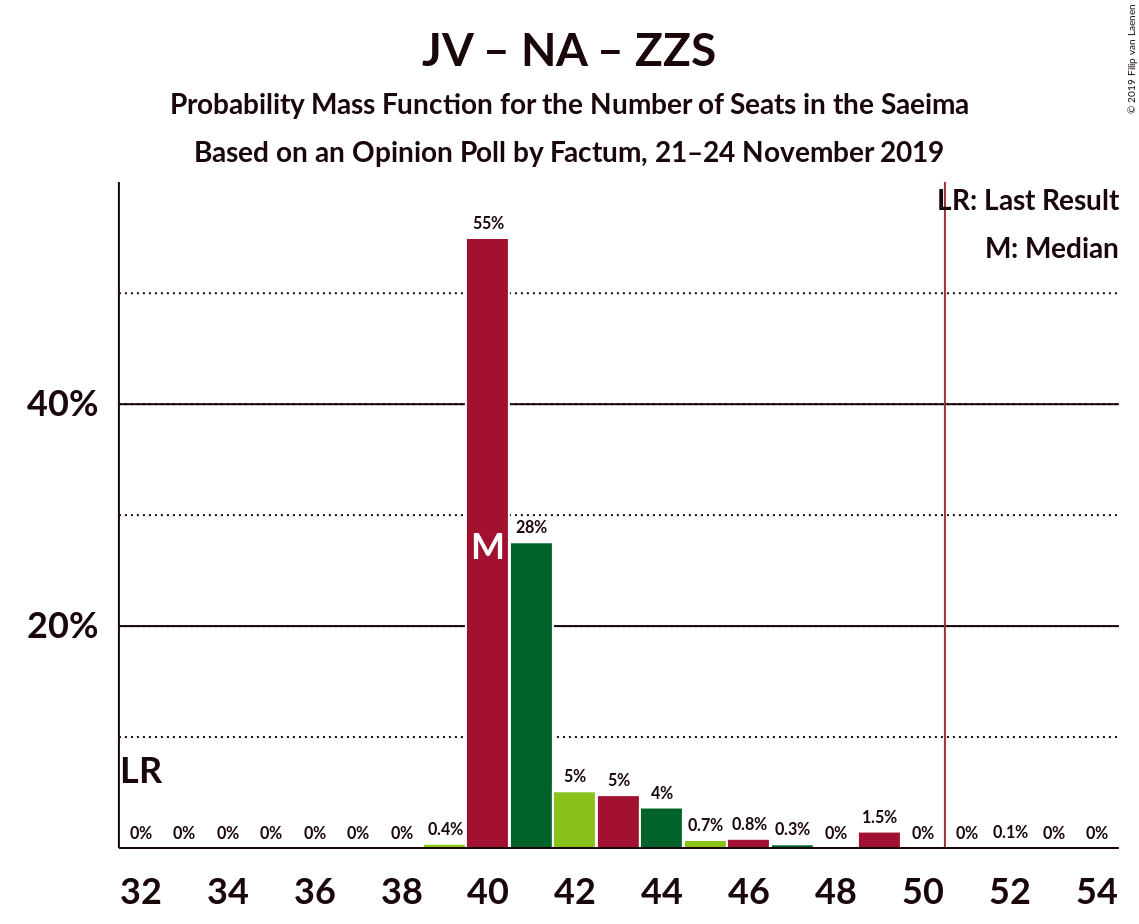 JV – NA – ZZS
Probability Mass Function for the Number of Seats in the Saeima
Based on an Opinion Poll by Factum, 21–24 November 2019
© 2019 Filip van Laenen
LR: Last Result
M: Median
55%
40%
28%
M
20%
LR
0% 0% 0% 0% 0% 0% 0% 0.4% 5% 5% 4% 0.7% 0.8% 0.3% 0% 1.5% 0% 0% 0.1% 0% 0%
32 34 36 38 40 42 44 46 48 50 52 54